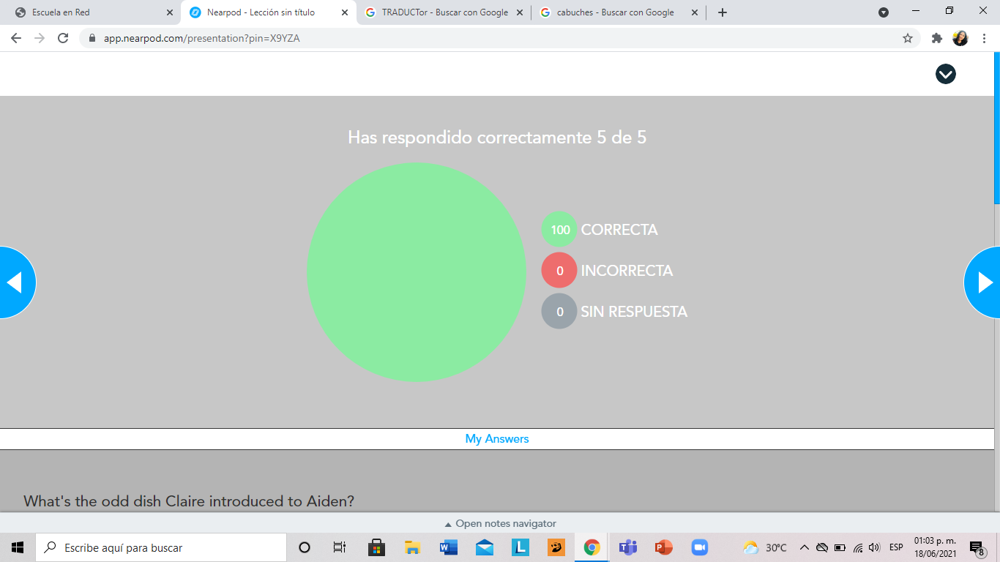 Escuela en Red
Nearpod - Lección sin título
TRADUCTor - Buscar con Google
cabuches - Buscar con Google
app.nearpod.com/presentation?pin=X9YZA
Has respondido correctamente 5 de 5
100 CORRECTA
0 INCORRECTA
0 SIN RESPUESTA
My Answers
What's the odd dish Claire introduced to Aiden?
Open notes navigator
Escribe aquí para buscar
30°C
ESP
01:03 p. m.
18/06/2021
8